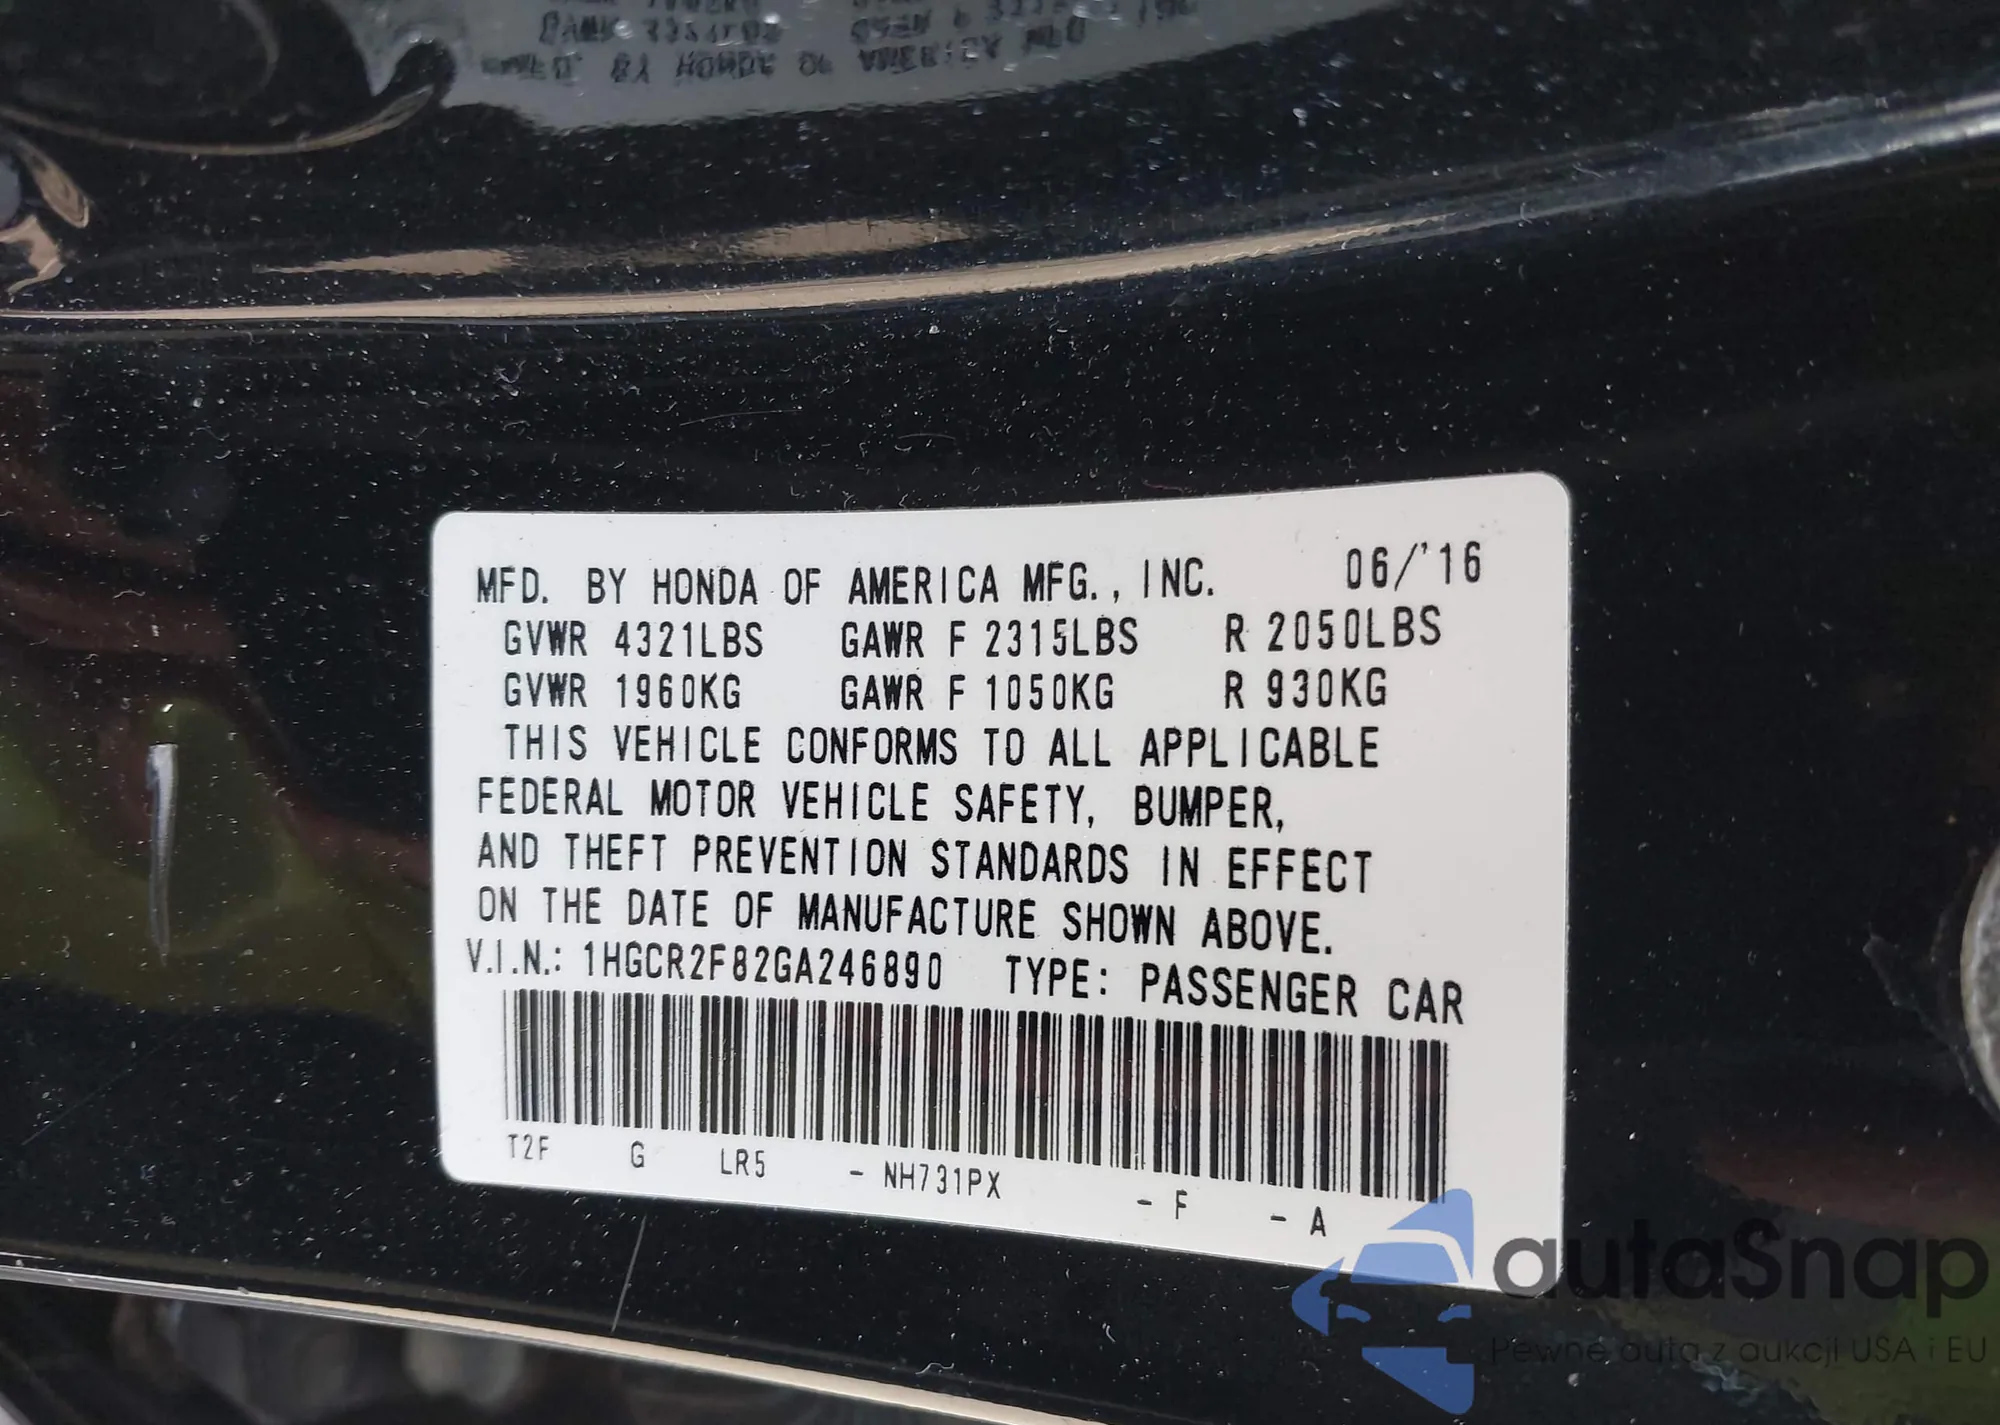 MFD. BY HONDA OF AMERICA MFG., INC. 06/'16
GVWR 4321LBS GAWR F 2315LBS R 2050LBS
GVWR 1960KG GAWR F 1050KG R 930KG
THIS VEHICLE CONFORMS TO ALL APPLICABLE
FEDERAL MOTOR VEHICLE SAFETY, BUMPER,
AND THEFT PREVENTION STANDARDS IN EFFECT
ON THE DATE OF MANUFACTURE SHOWN ABOVE.
V.I.N.: 1HGCR2F82GA246890 TYPE: PASSENGER CAR
T2F G LR5 - NH731PX - F - A
autaSnap
Pewne auta z aukcji USA i EU